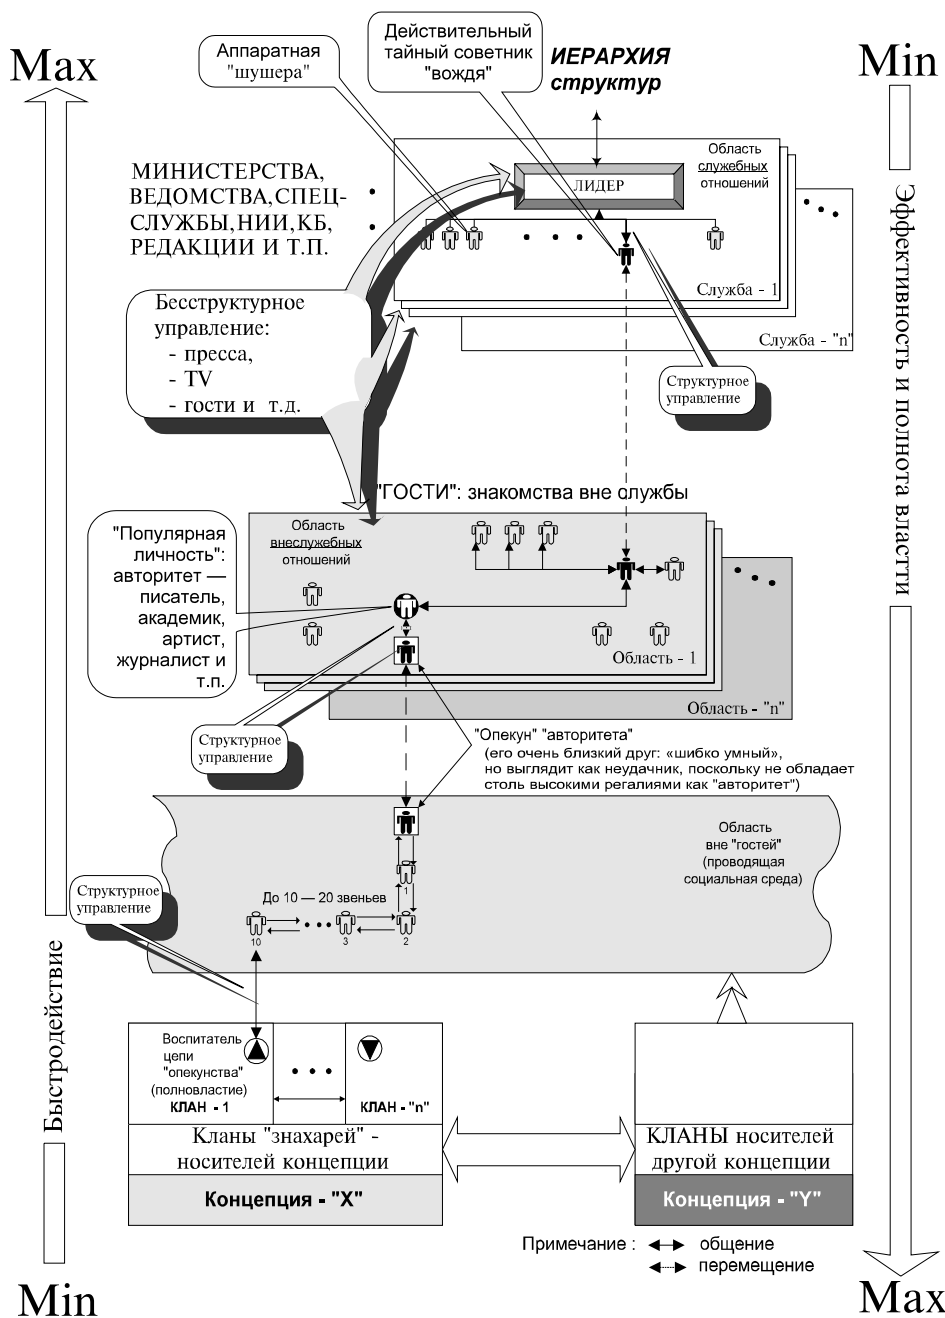 Max
Аппаратная
"шушера"
Действительный
тайный советник
"вождя"
ИЕРАРХИЯ
структур
Min
МИНИСТЕРСТВА,
ВЕДОМСТВА,СПЕЦ-
СЛУЖБЫ,НИИ,КБ,
РЕДАКЦИИ И Т.П.
Область
служебных
отношений
ЛИДЕР
Служба - 1
Служба - "n"
Бесструктурное
управление:
- пресса,
- TV
- гости и т.д.
Структурное
управление
Эффективность и полнота властти
"ГОСТИ": знакомства вне службы
"Популярная
личность":
авторитет —
писатель,
академик,
артист,
журналист и
т.п.
Область
внеслужебных
отношений
Область - 1
Область - "n"
Структурное
управление
"Опекун" "авторитета"
(его очень близкий друг: «шибко умный»,
но выглядит как неудачник, поскольку не обладает
столь высокими регалиями как "авторитет")
Область
вне "гостей"
(проводящая
социальная среда)
1
До 10 — 20 звеньев
10
3
2
Структурное
управление
Быстродействие
Воспитатель
цепи
"опекунства"
(полновластие)
КЛАН - 1
КЛАН - "n"
Кланы "знахарей" -
носителей концепции
Концепция - "X"
КЛАНЫ носителей
другой концепции
Концепция - "Y"
Примечание :
общение
перемещение
Min
Max